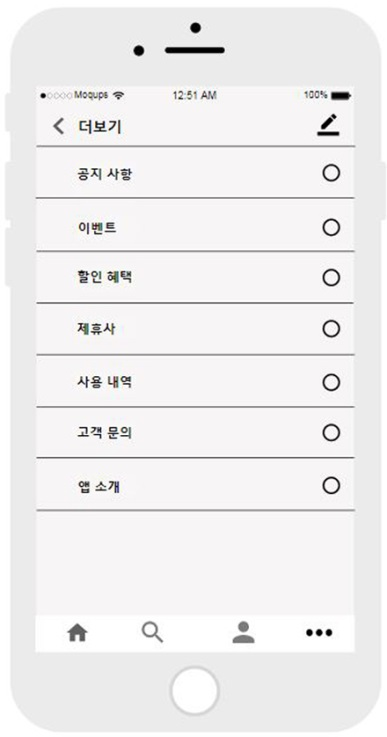 Moqups 12:51 AM 100%
더보기
공지 사항
이벤트
할인 혜택
제휴사
사용 내역
고객 문의
앱 소개